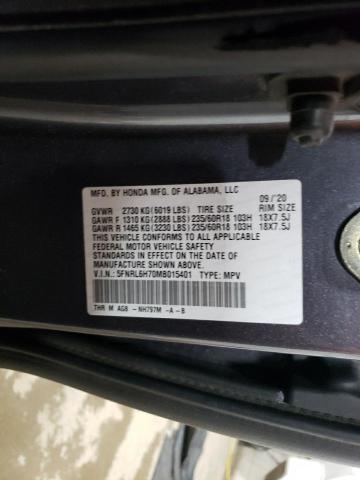 MFD. BY HONDA MFG. OF ALABAMA, LLC
09/'20
GVWR 2730 KG(6019 LBS) TIRE SIZE RIM SIZE
GAWR F 1310 KG(2888 LBS)235/60R18 103H 18X7.5J
GAWR R 1465 KG(3230 LBS)235/60R18 103H 18X7.5J
THIS VEHICLE CONFORMS TO ALL APPLICABLE
FEDERAL MOTOR VEHICLE SAFETY
STANDARDS IN EFFECT ON THE DATE OF
MANUFACTURE SHOWN ABOVE.
V.I.N.: 5FNRL6H70MB015401 TYPE: MPV
THR M AG8 - NH797M -A -B